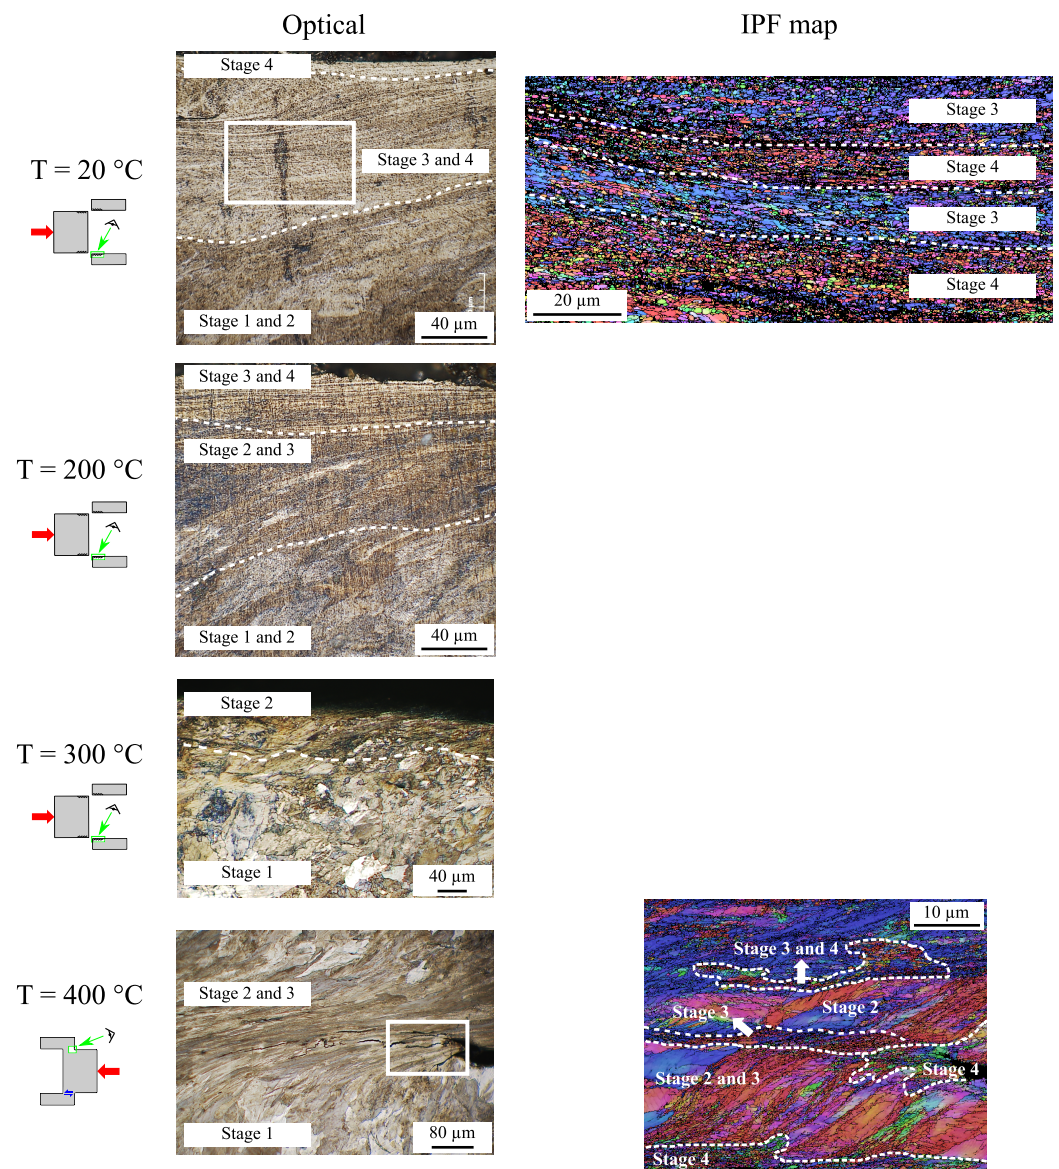 Optical
IPF map
T = 20 °C
Stage 4
Stage 3 and 4
Stage 1 and 2
40 µm
Stage 3
Stage 4
Stage 3
Stage 4
20 µm
T = 200 °C
Stage 3 and 4
Stage 2 and 3
Stage 1 and 2
40 µm
T = 300 °C
Stage 2
Stage 1
40 µm
T = 400 °C
Stage 2 and 3
Stage 1
80 µm
10 µm
Stage 3 and 4
Stage 3
Stage 2
Stage 2 and 3
Stage 4
Stage 4